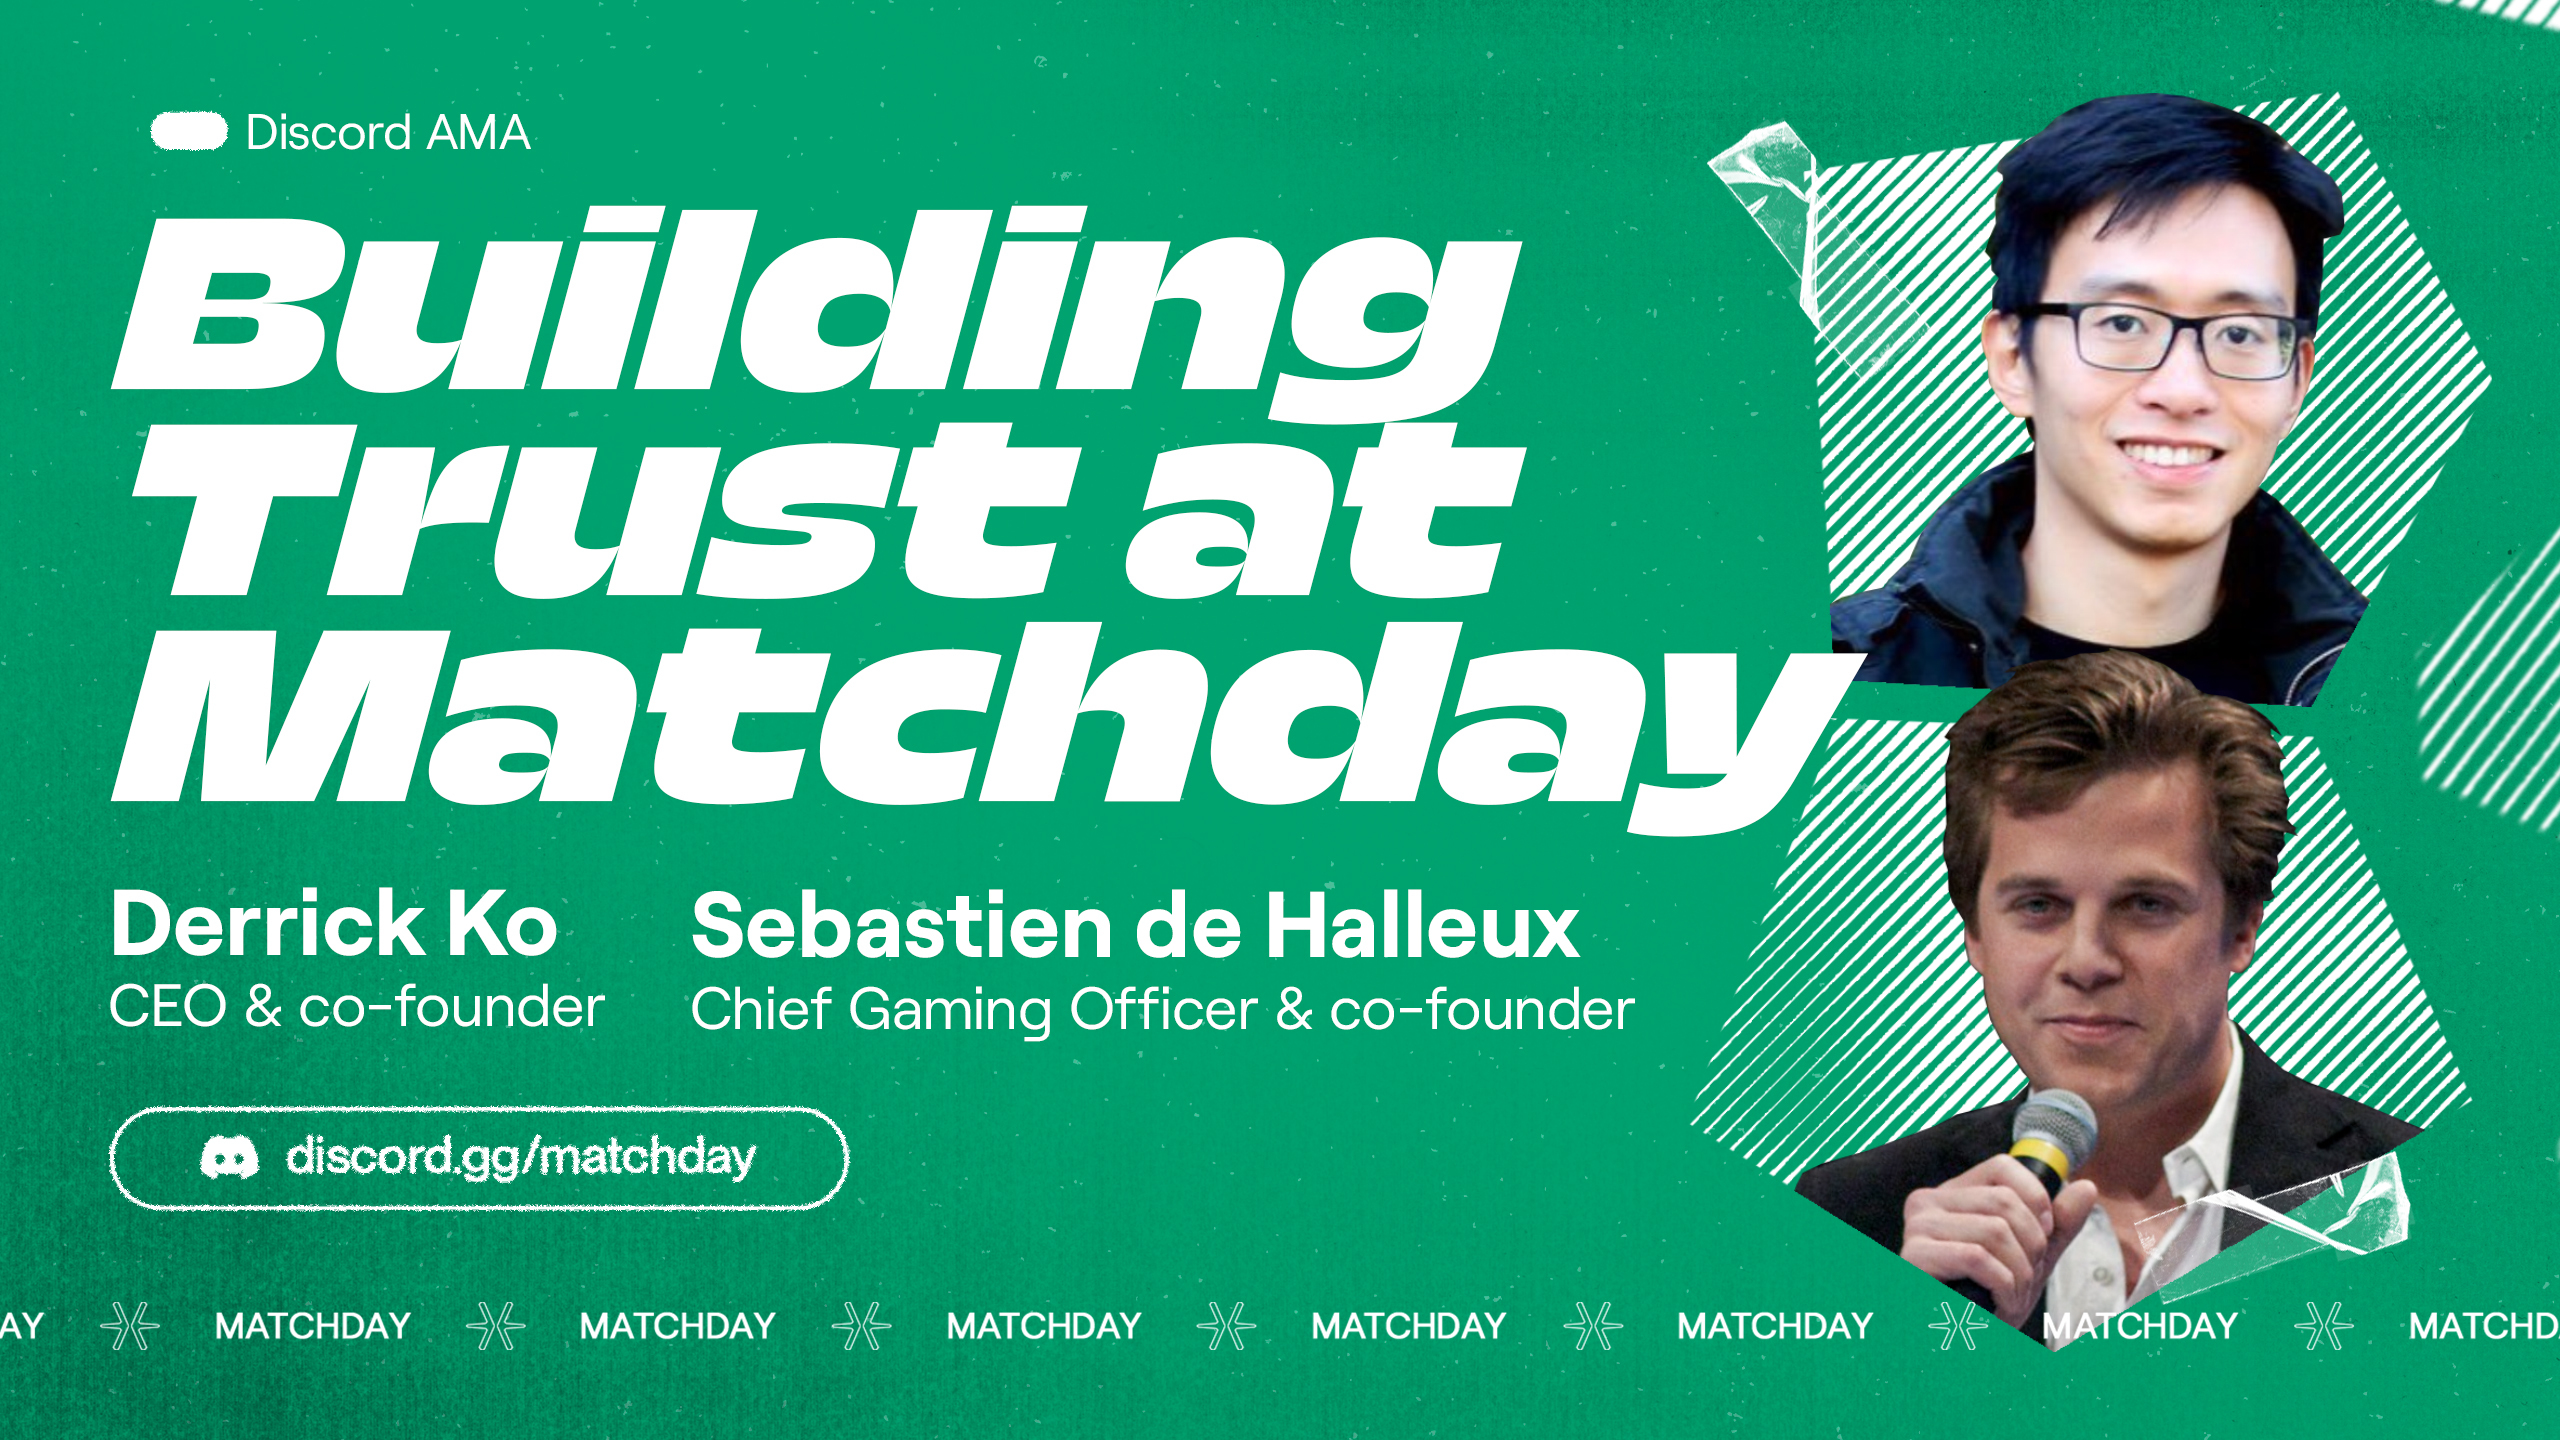 Discord AMA
Building
Trust at
Matchday
Derrick Ko
CEO & co-founder
Sebastien de Halleux
Chief Gaming Officer & co-founder
discord.gg/matchday
AY MATCHDAY MATCHDAY MATCHDAY MATCHDAY MATCHDAY MATCHDAY MATCHD